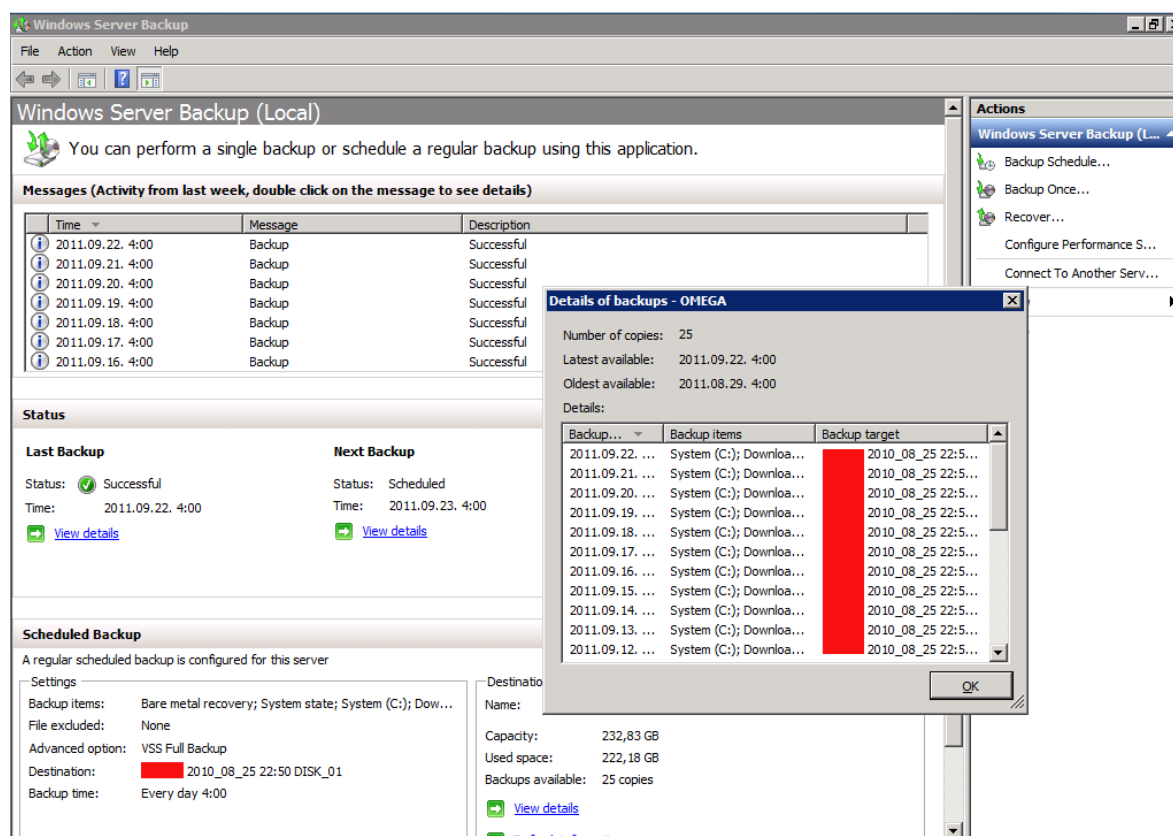 Windows Server Backup
File Action View Help
Windows Server Backup (Local)
You can perform a single backup or schedule a regular backup using this application.
Messages (Activity from last week, double click on the message to see details)
Time Message Description
2011.09.22. 4:00 Backup Successful
2011.09.21. 4:00 Backup Successful
2011.09.20. 4:00 Backup Successful
2011.09.19. 4:00 Backup Successful
2011.09.18. 4:00 Backup Successful
2011.09.17. 4:00 Backup Successful
2011.09.16. 4:00 Backup Successful
Status
Last Backup
Status: Successful
Time: 2011.09.22. 4:00
View details
Next Backup
Status: Scheduled
Time: 2011.09.23. 4:00
View details
Scheduled Backup
A regular scheduled backup is configured for this server
Settings
Backup items: Bare metal recovery; System state; System (C:); Dow...
File excluded: None
Advanced option: VSS Full Backup
Destination: 2010_08_25 22:50 DISK_01
Backup time: Every day 4:00
Name:
Capacity: 232,83 GB
Used space: 222,18 GB
Backups available: 25 copies
View details
Details of backups - OMEGA
Number of copies: 25
Latest available: 2011.09.22. 4:00
Oldest available: 2011.08.29. 4:00
Details:
Backup... Backup items Backup target
2011.09.22. ... System (C:); Downloa... 2010_08_25 22:5...
2011.09.21. ... System (C:); Downloa... 2010_08_25 22:5...
2011.09.20. ... System (C:); Downloa... 2010_08_25 22:5...
2011.09.19. ... System (C:); Downloa... 2010_08_25 22:5...
2011.09.18. ... System (C:); Downloa... 2010_08_25 22:5...
2011.09.17. ... System (C:); Downloa... 2010_08_25 22:5...
2011.09.16. ... System (C:); Downloa... 2010_08_25 22:5...
2011.09.15. ... System (C:); Downloa... 2010_08_25 22:5...
2011.09.14. ... System (C:); Downloa... 2010_08_25 22:5...
2011.09.13. ... System (C:); Downloa... 2010_08_25 22:5...
2011.09.12. ... System (C:); Downloa... 2010_08_25 22:5...
OK
Actions
Windows Server Backup (L...
Backup Schedule...
Backup Once...
Recover...
Configure Performance S...
Connect To Another Serv...